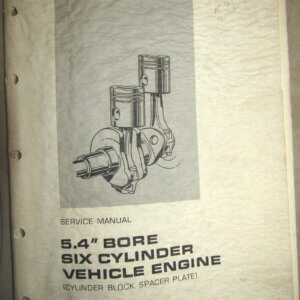 SERVICE MANUAL
5.4" BORE
SIX CYLINDER
VEHICLE ENGINE
(CYLINDER BLOCK SPACER PLATE)